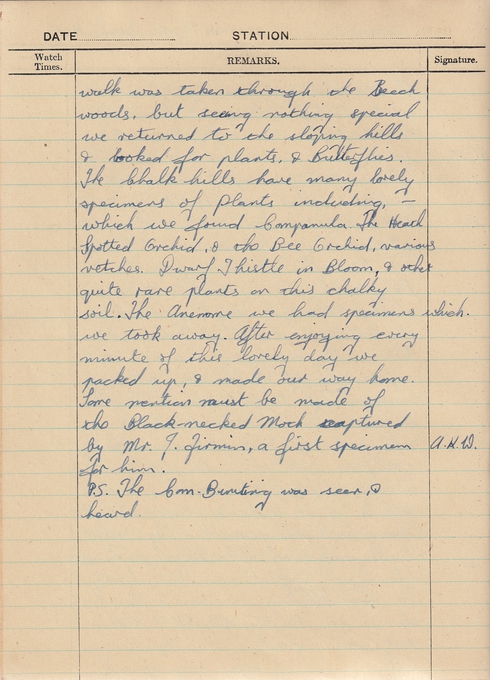 DATE STATION
Watch Times. REMARKS. Signature.
walk was taken through the Beech
woods, but seeing nothing special
we returned to the sloping hills
& looked for plants, & Butterflies.
The Chalk hills have many lovely
specimens of Plants including, —
which we found Campanula. The Heath
Spotted Orchid, & the Bee Orchid, various
vetches. Dwarf Thistle in Bloom, & other
quite rare plants on this chalky
soil. The Anenome we had specimens which.
we took away. After enjoying every
minute of this lovely day we
packed up, & made our way home.
Some mention must be made of
the Black-necked Moth captured
by Mr. J. Firmin, a first specimen A.K.W.
for him.
P.S. The Corn. Bunting was seen, &
heard.